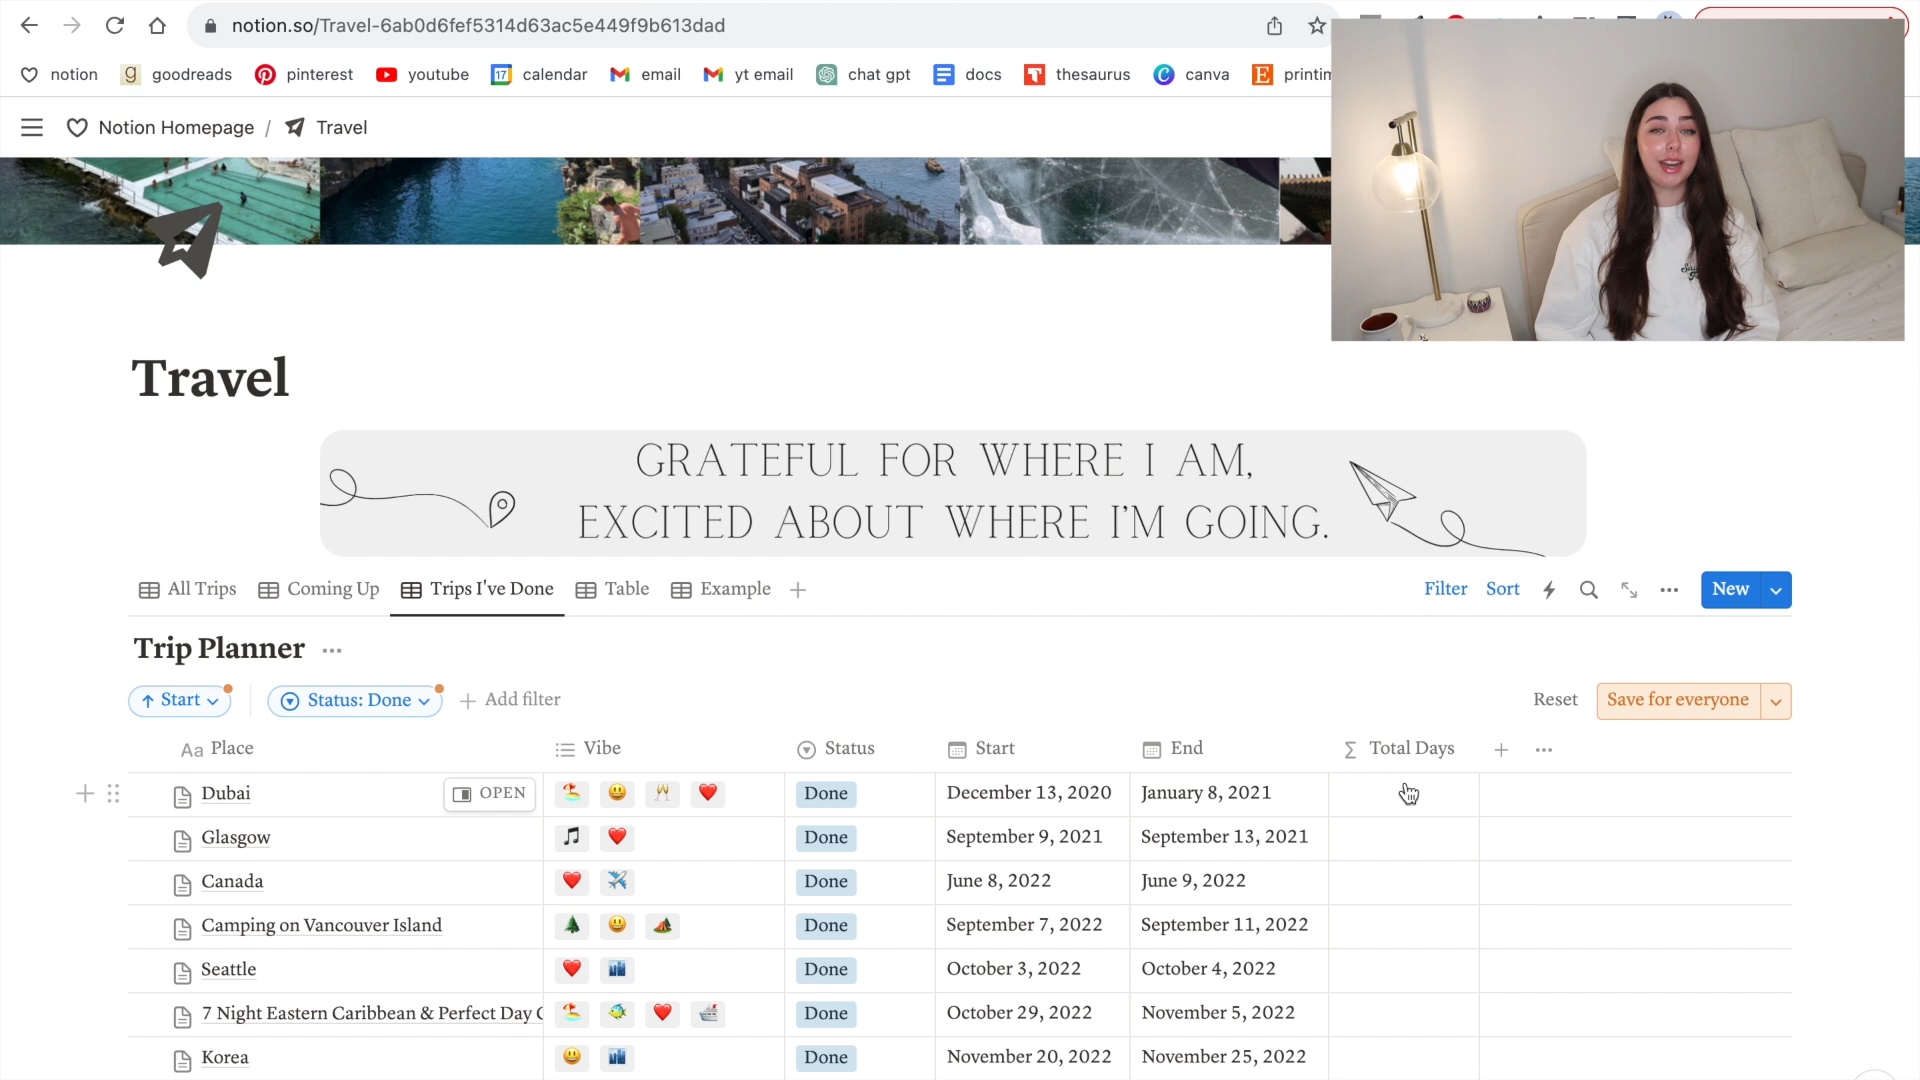 notion.so/Travel-6ab0d6fef5314d63ac5e449f9b613dad
notion goodreads pinterest youtube calendar email yt email chat gpt docs thesaurus canva
Notion Homepage / Travel
Travel
GRATEFUL FOR WHERE I AM,
EXCITED ABOUT WHERE I'M GOING.
All Trips Coming Up Trips I've Done Table Example Filter Sort New
Trip Planner
Start Status: Done Add filter Reset Save for everyone
Aa Place Vibe Status Start End Σ Total Days
Dubai OPEN Done December 13, 2020 January 8, 2021
Glasgow Done September 9, 2021 September 13, 2021
Canada Done June 8, 2022 June 9, 2022
Camping on Vancouver Island Done September 7, 2022 September 11, 2022
Seattle Done October 3, 2022 October 4, 2022
7 Night Eastern Caribbean & Perfect Day Done October 29, 2022 November 5, 2022
Korea Done November 20, 2022 November 25, 2022